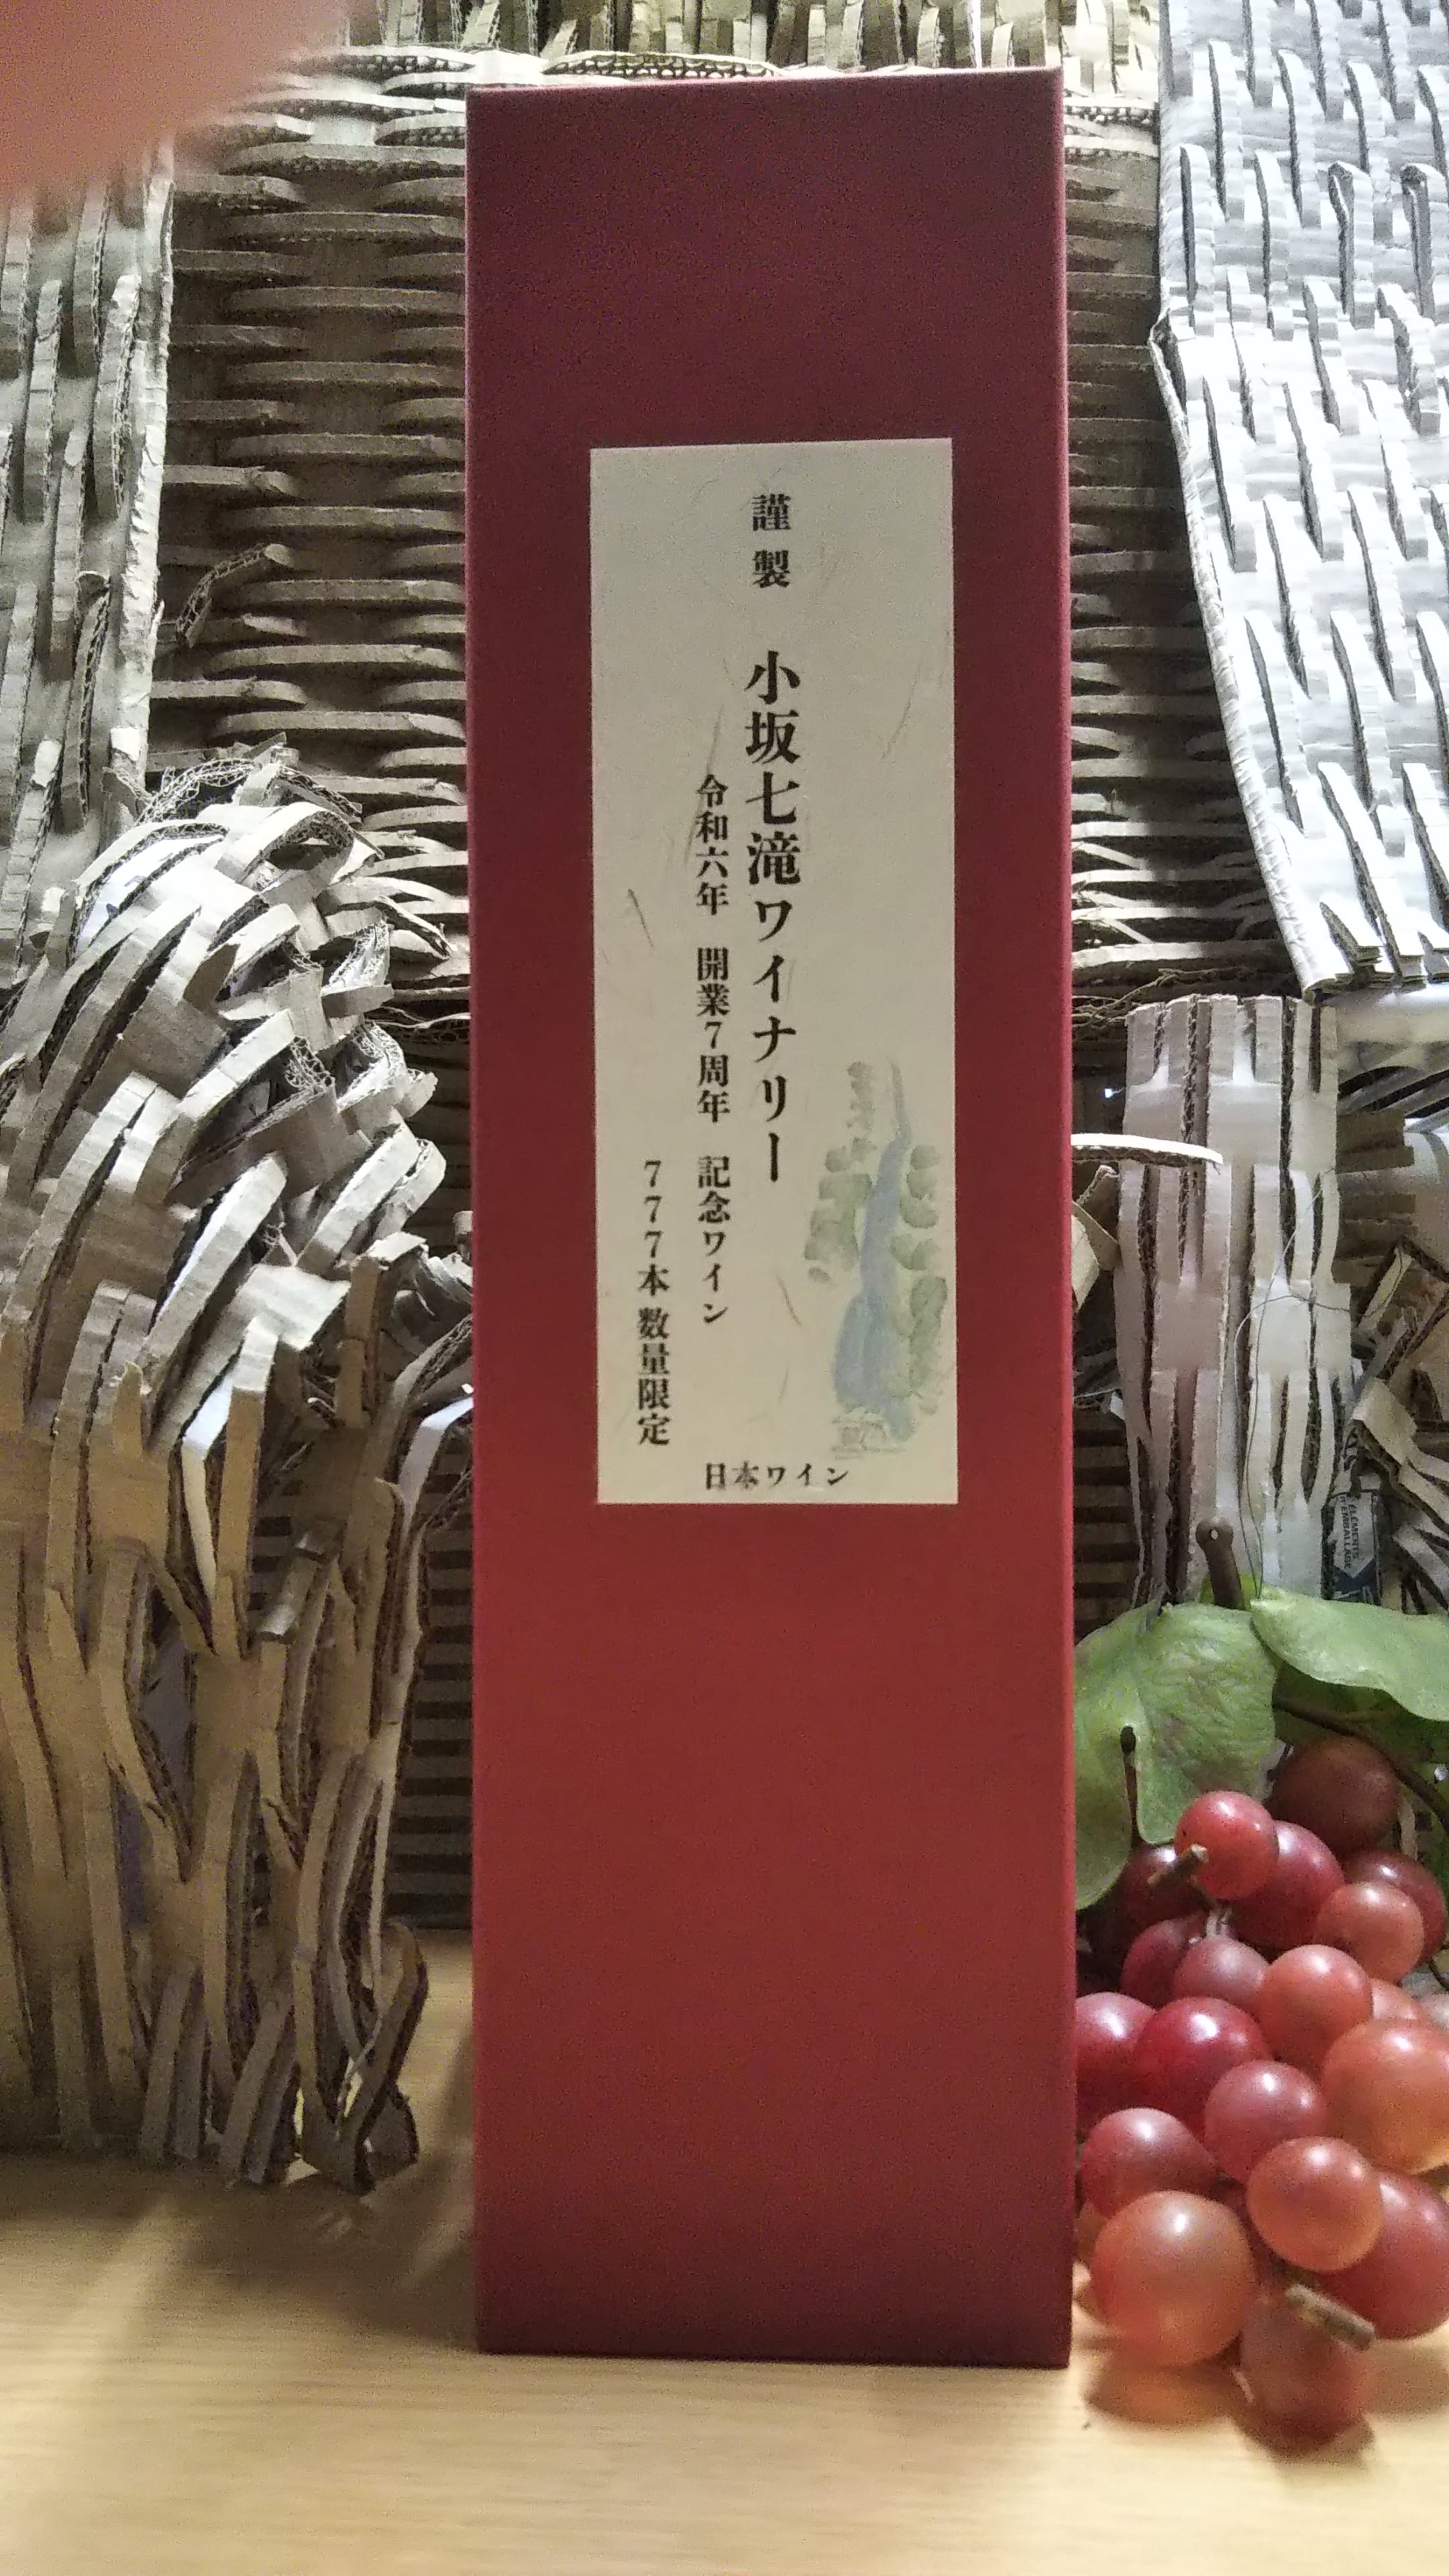 謹製　小坂七滝ワイナリー
令和六年　開業7周年　記念ワイン
777本 数量限定
日本ワイン
ÉLÉMENTS
D'EMBALLAGE